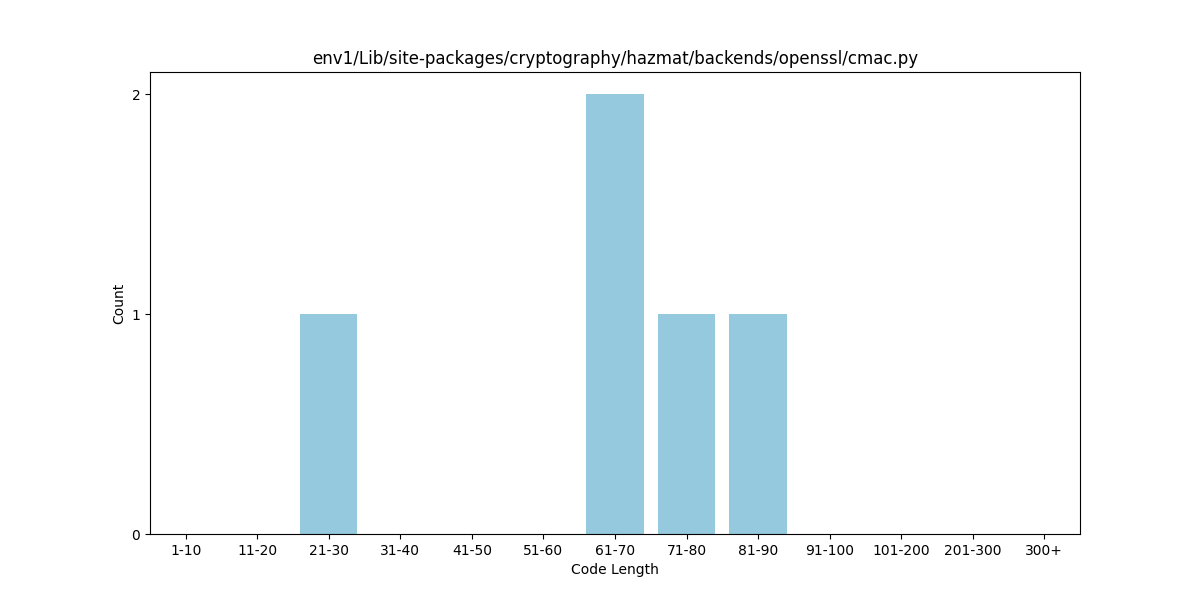 env1/Lib/site-packages/cryptography/hazmat/backends/openssl/cmac.py
2
1
0
Count
1-10 11-20 21-30 31-40 41-50 51-60 61-70 71-80 81-90 91-100 101-200 201-300 300+
Code Length